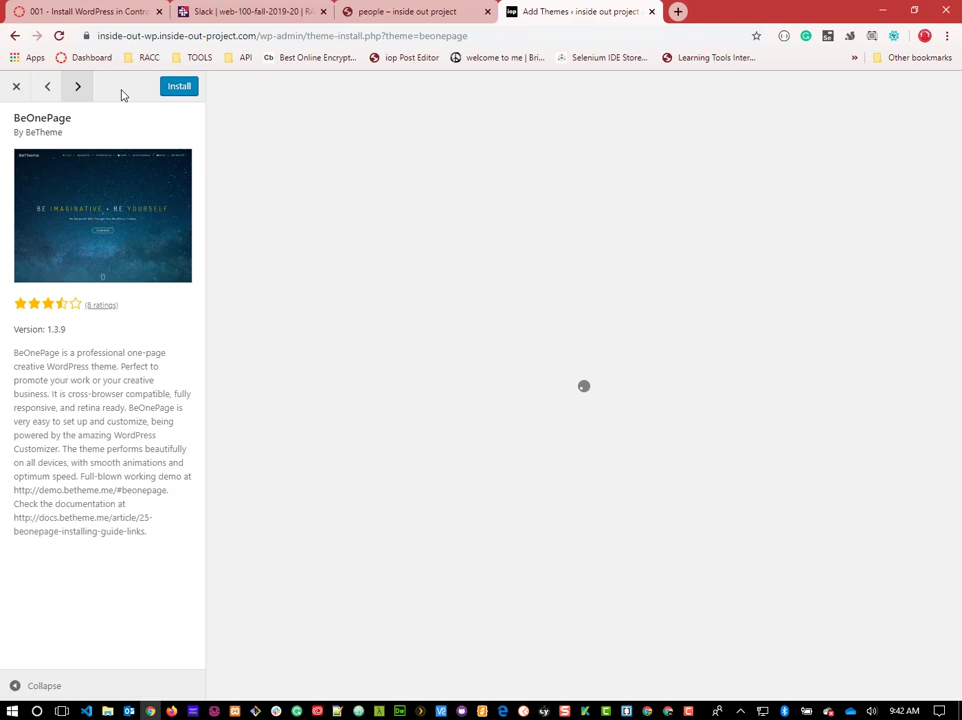 001 - Install WordPress in Contro
Slack | web-100-fall-2019-20 | RA
people – inside out project
iop
Add Themes ‹ inside out project
inside-out-wp.inside-out-project.com/wp-admin/theme-install.php?theme=beonepage
Apps
Dashboard
RACC
TOOLS
API
Cb
Best Online Encrypt...
iop Post Editor
welcome to me | Bri...
Selenium IDE Store...
Learning Tools Inter...
»
Other bookmarks
Install
BeOnePage
By BeTheme
BeTheme
BE IMAGINATIVE • BE YOURSELF
(8 ratings)
Version: 1.3.9
BeOnePage is a professional one-page
creative WordPress theme. Perfect to
promote your work or your creative
business. It is cross-browser compatible, fully
responsive, and retina ready. BeOnePage is
very easy to set up and customize, being
powered by the amazing WordPress
Customizer. The theme performs beautifully
on all devices, with smooth animations and
optimum speed. Full-blown working demo at
http://demo.betheme.me/#beonepage.
Check the documentation at
http://docs.betheme.me/article/25-
beonepage-installing-guide-links.
Collapse
9:42 AM